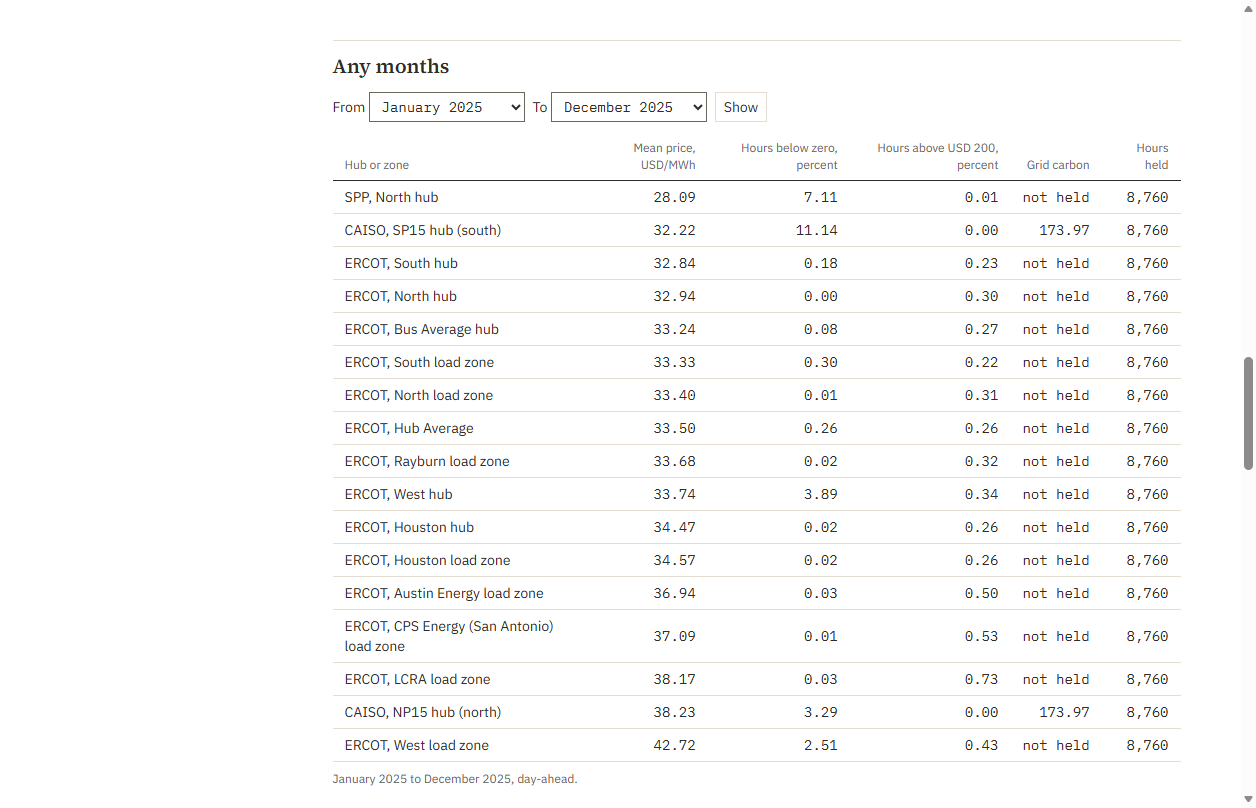 Any months
From January 2025 To December 2025 Show
Hub or zone Mean price, USD/MWh Hours below zero, percent Hours above USD 200, percent Grid carbon Hours held
SPP, North hub 28.09 7.11 0.01 not held 8,760
CAISO, SP15 hub (south) 32.22 11.14 0.00 173.97 8,760
ERCOT, South hub 32.84 0.18 0.23 not held 8,760
ERCOT, North hub 32.94 0.00 0.30 not held 8,760
ERCOT, Bus Average hub 33.24 0.08 0.27 not held 8,760
ERCOT, South load zone 33.33 0.30 0.22 not held 8,760
ERCOT, North load zone 33.40 0.01 0.31 not held 8,760
ERCOT, Hub Average 33.50 0.26 0.26 not held 8,760
ERCOT, Rayburn load zone 33.68 0.02 0.32 not held 8,760
ERCOT, West hub 33.74 3.89 0.34 not held 8,760
ERCOT, Houston hub 34.47 0.02 0.26 not held 8,760
ERCOT, Houston load zone 34.57 0.02 0.26 not held 8,760
ERCOT, Austin Energy load zone 36.94 0.03 0.50 not held 8,760
ERCOT, CPS Energy (San Antonio) load zone 37.09 0.01 0.53 not held 8,760
ERCOT, LCRA load zone 38.17 0.03 0.73 not held 8,760
CAISO, NP15 hub (north) 38.23 3.29 0.00 173.97 8,760
ERCOT, West load zone 42.72 2.51 0.43 not held 8,760
January 2025 to December 2025, day-ahead.